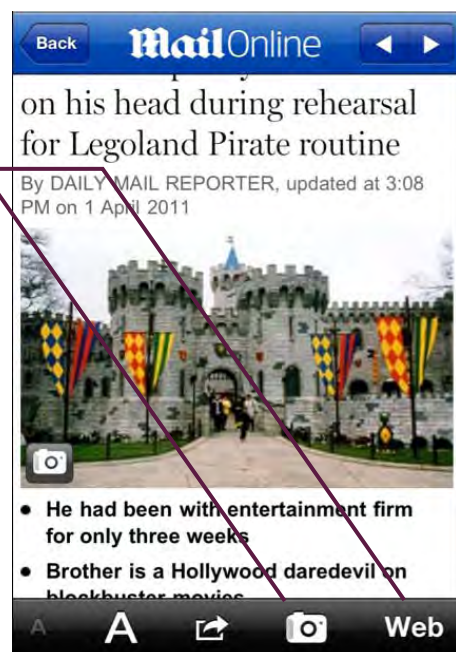 Back MailOnline
on his head during rehearsal
for Legoland Pirate routine
By DAILY MAIL REPORTER, updated at 3:08
PM on 1 April 2011
He had been with entertainment firm
for only three weeks
Brother is a Hollywood daredevil on
blockbuster movies
A A Web